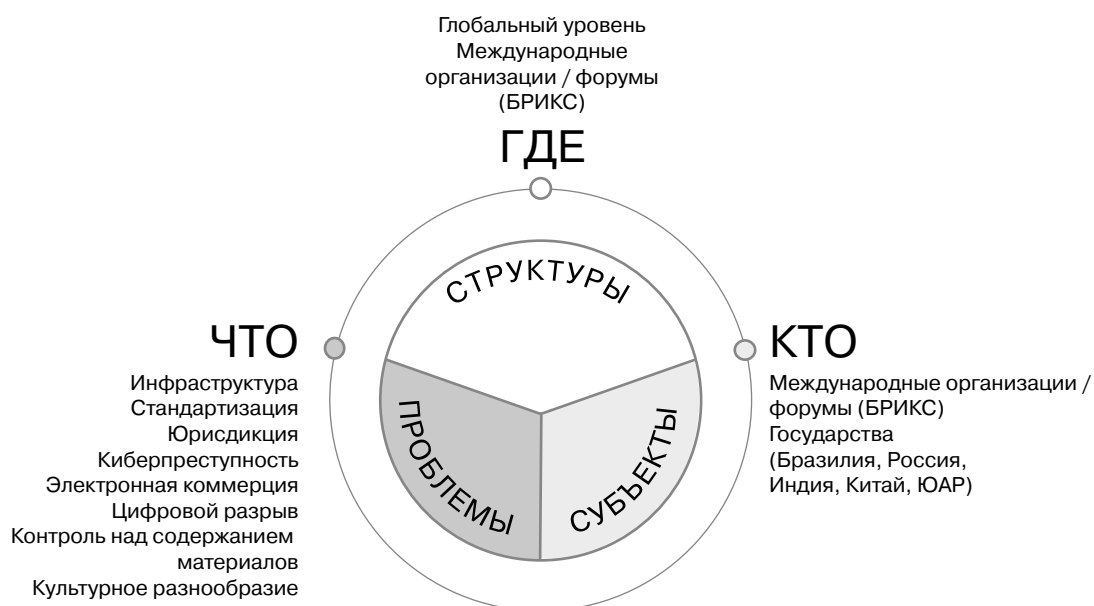 Глобальный уровень
Международные
организации / форумы
(БРИКС)
ГДЕ
СТРУКТУРЫ
ЧТО
Инфраструктура
Стандартизация
Юрисдикция
Киберпреступность
Электронная коммерция
Цифровой разрыв
Контроль над содержанием
материалов
Культурное разнообразие
ПРОБЛЕМЫ
СУБЪЕКТЫ
КТО
Международные организации /
форумы (БРИКС)
Государства
(Бразилия, Россия,
Индия, Китай, ЮАР)